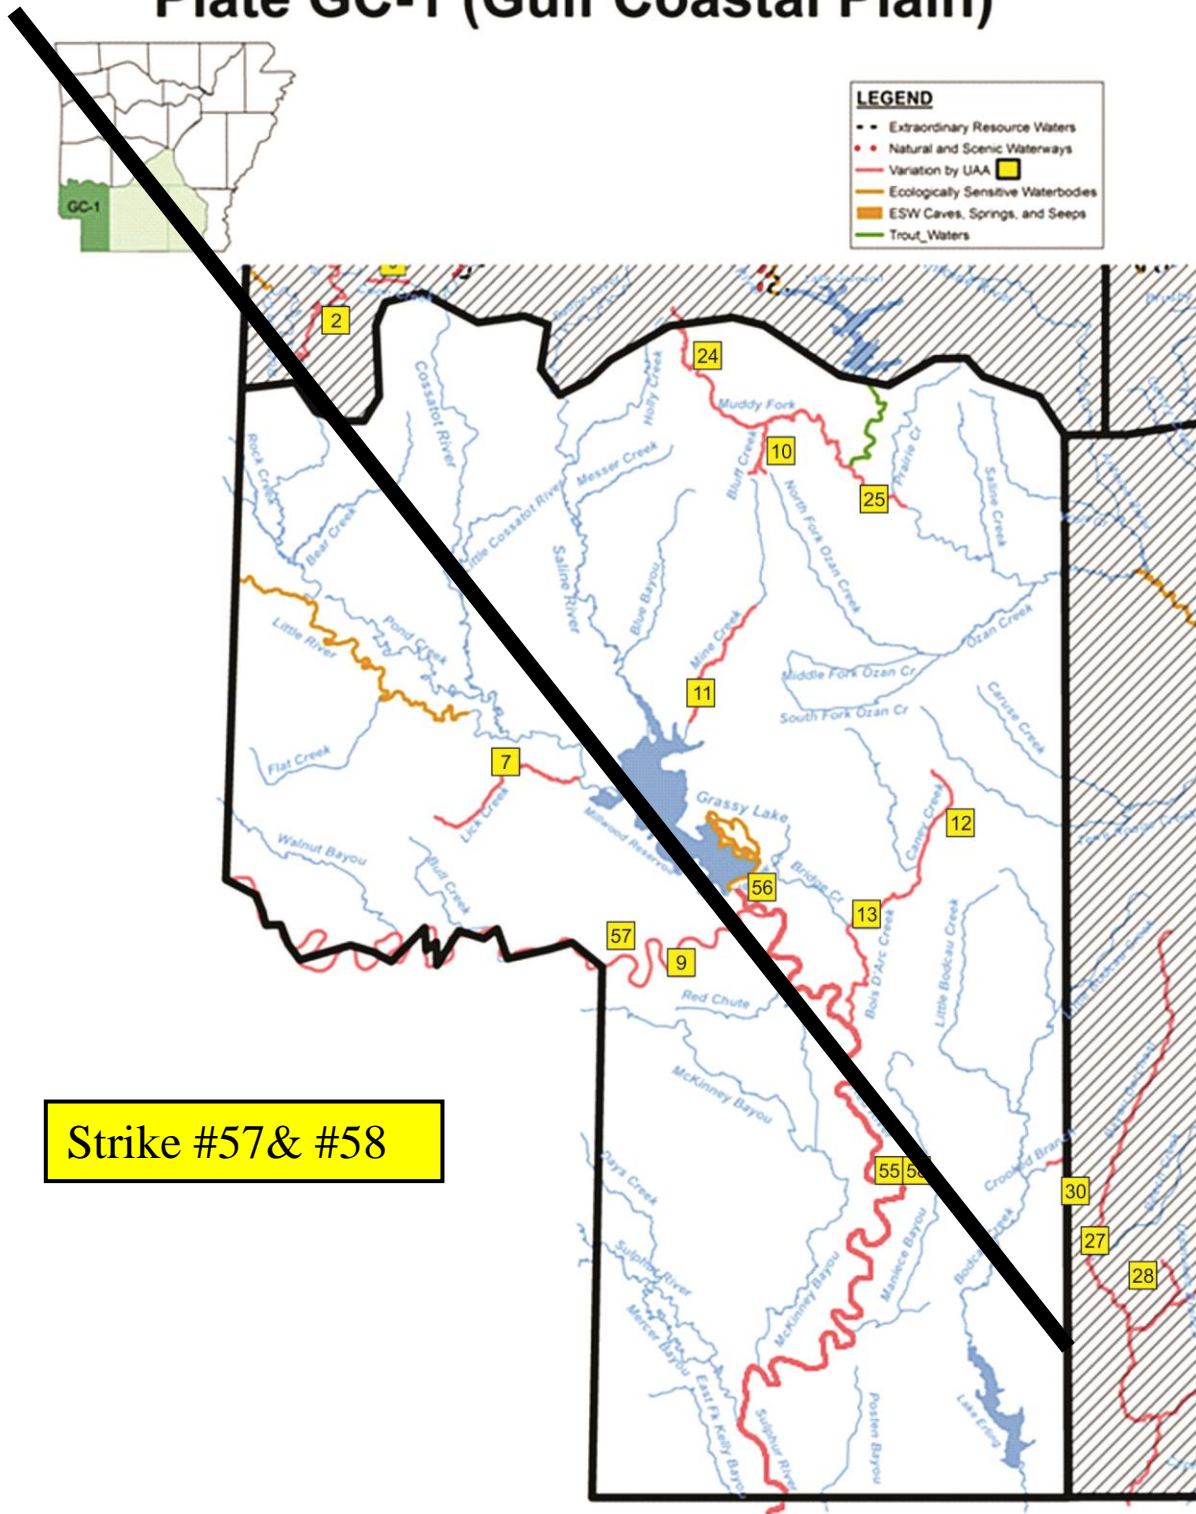 Plate GC-1 (Gulf Coastal Plain)
GC-1
LEGEND
Extraordinary Resource Waters
Natural and Scenic Waterways
Variation by UAA
Ecologically Sensitive Waterbodies
ESW Caves, Springs, and Seeps
Trout_Waters
2
24
Cossatot River
Holly Creek
Muddy Fork
10
Bluff Creek
Prairie Cr
25
Rock Creek
Messer Creek
Saline Creek
Bear Creek
Little Cossatot River
North Fork Ozan Creek
Saline River
Blue Bayou
Little River
Pond Creek
Mine Creek
Ozan Creek
Middle Fork Ozan Cr
11
South Fork Ozan Cr
Caruse Creek
Flat Creek
7
Lick Creek
Grassy Lake
Millwood Reservoir
Caney Creek
12
Walnut Bayou
Bull Creek
56
Bridge Cr
13
57
9
Bois D'Arc Creek
Little Bodcau Creek
Red Chute
McKinney Bayou
Strike #57& #58
Days Creek
55
58
Crooked Branch
30
Maniece Bayou
27
Sulphur River
Bodcau Creek
28
McKinney Bayou
Mercer Bayou
East Fk Kelly Bayou
Sulphur River
Posten Bayou
Lake Erling